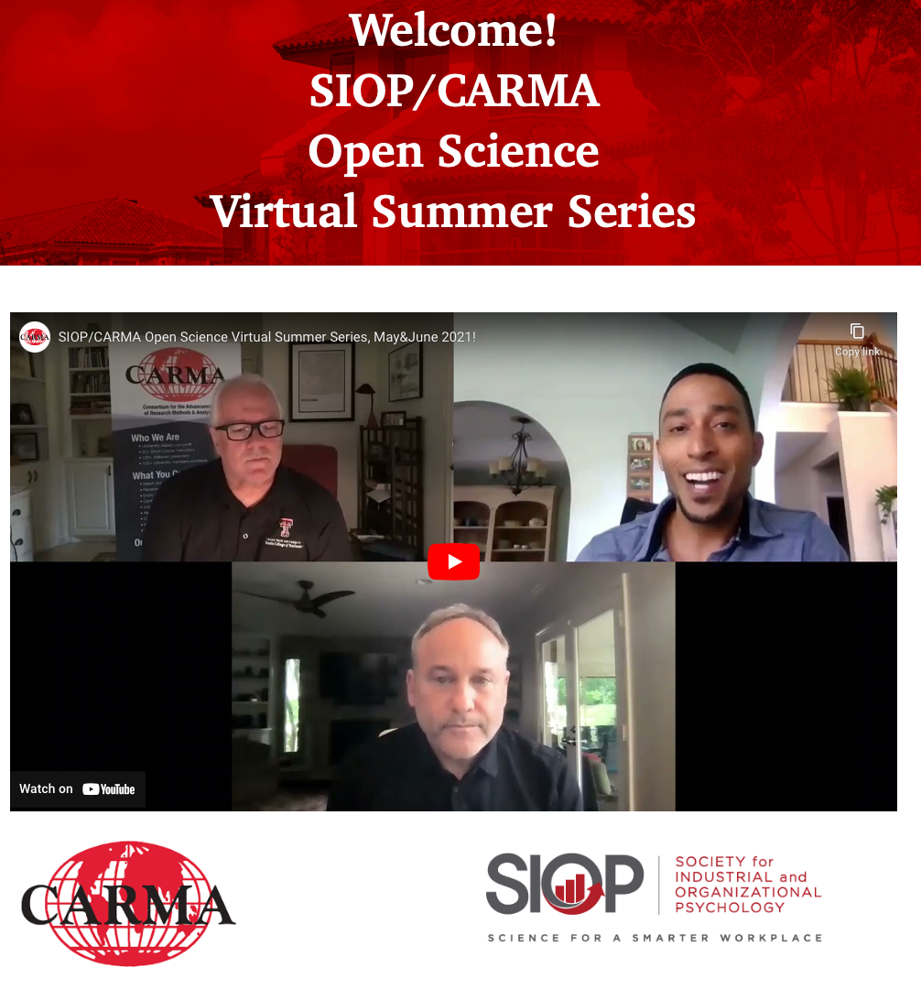 Welcome!
SIOP/CARMA
Open Science
Virtual Summer Series
CARMA
SIOP/CARMA Open Science Virtual Summer Series, May&June 2021!
Copy link
CARMA
Consortium for the Advancement
of Research Methods & Analysis
Who We Are
What You
Watch on YouTube
CARMA
SIOP
SOCIETY for
INDUSTRIAL and
ORGANIZATIONAL
PSYCHOLOGY
SCIENCE FOR A SMARTER WORKPLACE